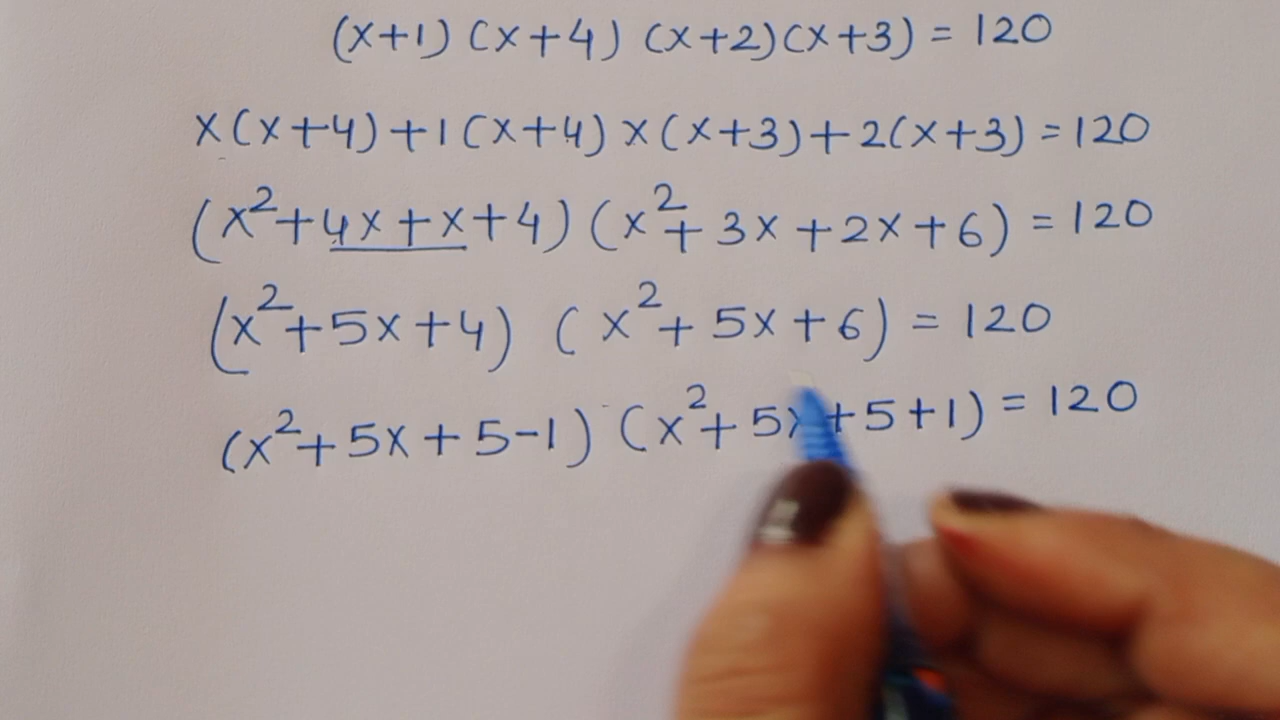 (x+1) (x+4) (x+2)(x+3) = 120
x(x+4)+1(x+4) x(x+3)+2(x+3)=120
(x²+4x+x+4) (x²+3x+2x+6) = 120
(x²+5x+4) (x²+5x+6) = 120
(x²+5x+5-1) (x²+5x+5+1) = 120